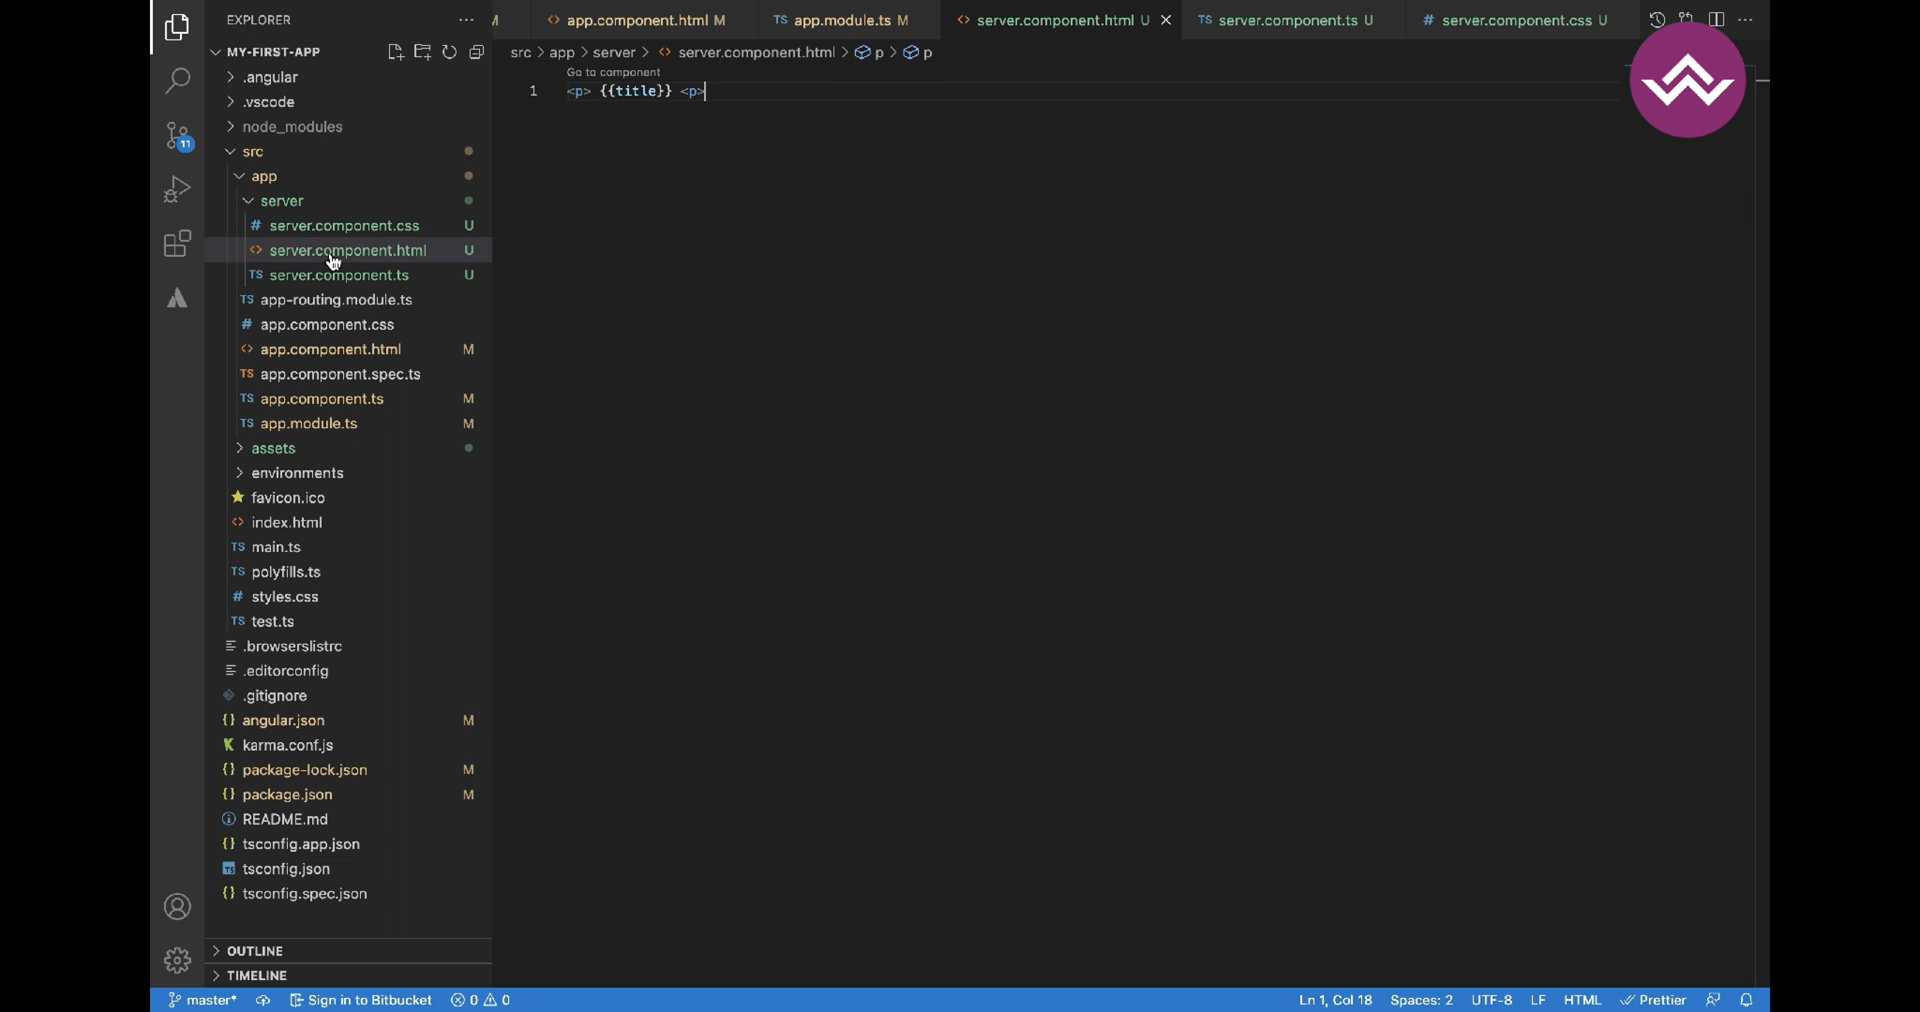 EXPLORER
MY-FIRST-APP
.angular
.vscode
node_modules
src
app
server
server.component.css U
server.component.html U
server.component.ts U
app-routing.module.ts
app.component.css
app.component.html M
app.component.spec.ts
app.component.ts M
app.module.ts M
assets
environments
favicon.ico
index.html
main.ts
polyfills.ts
styles.css
test.ts
.browserslistrc
.editorconfig
.gitignore
angular.json M
karma.conf.js
package-lock.json M
package.json M
README.md
tsconfig.app.json
tsconfig.json
tsconfig.spec.json
OUTLINE
TIMELINE
11
M app.component.html M app.module.ts M server.component.html U server.component.ts U server.component.css U
src > app > server > server.component.html > p > p
Go to component
1 <p> {{title}} <p>
master* Sign in to Bitbucket 0 0 Ln 1, Col 18 Spaces: 2 UTF-8 LF HTML Prettier